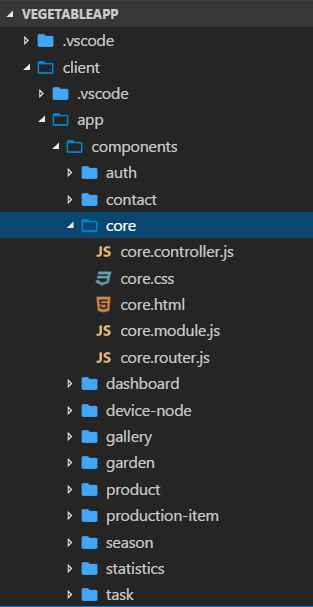 VEGETABLEAPP
.vscode
client
.vscode
app
components
auth
contact
core
JS core.controller.js
core.css
core.html
JS core.module.js
JS core.router.js
dashboard
device-node
gallery
garden
product
production-item
season
statistics
task